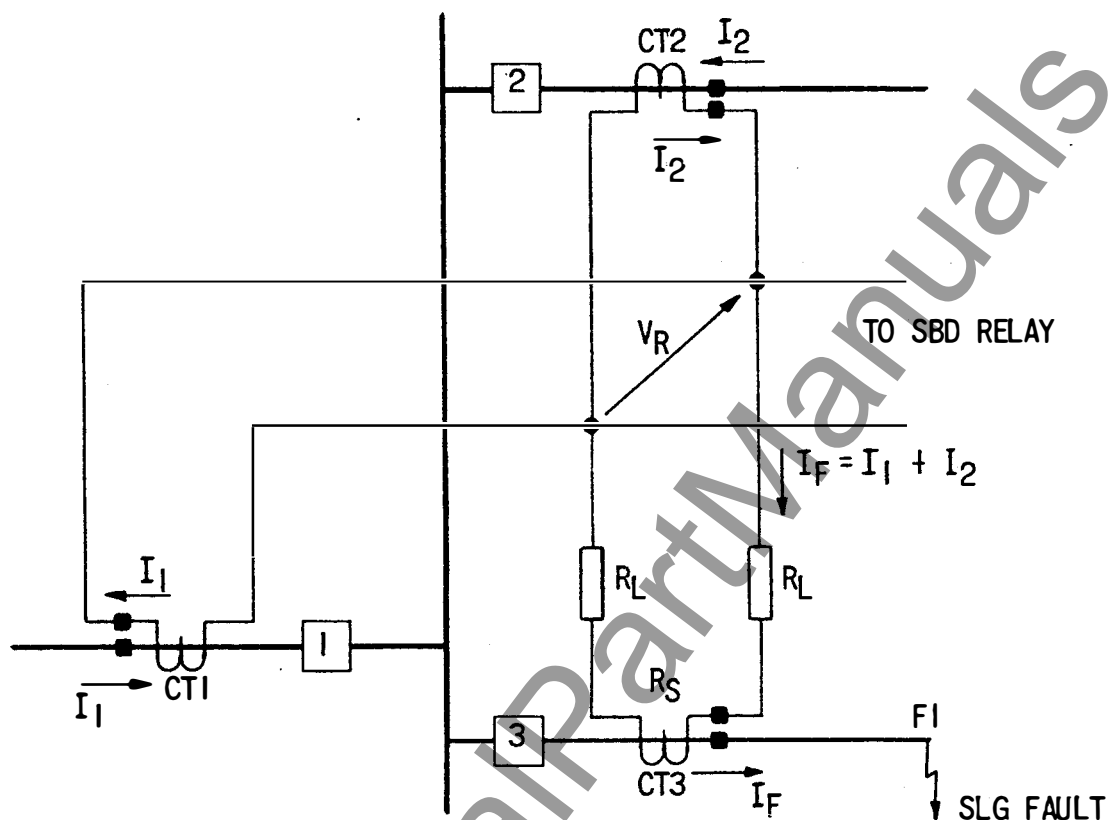 I2
CT2
2
I2
VR
TO SBD RELAY
IF = I1 + I2
RL
RL
I1
1
CT1
I1
RS
3
F1
CT3
IF
SLG FAULT
alPartManuals